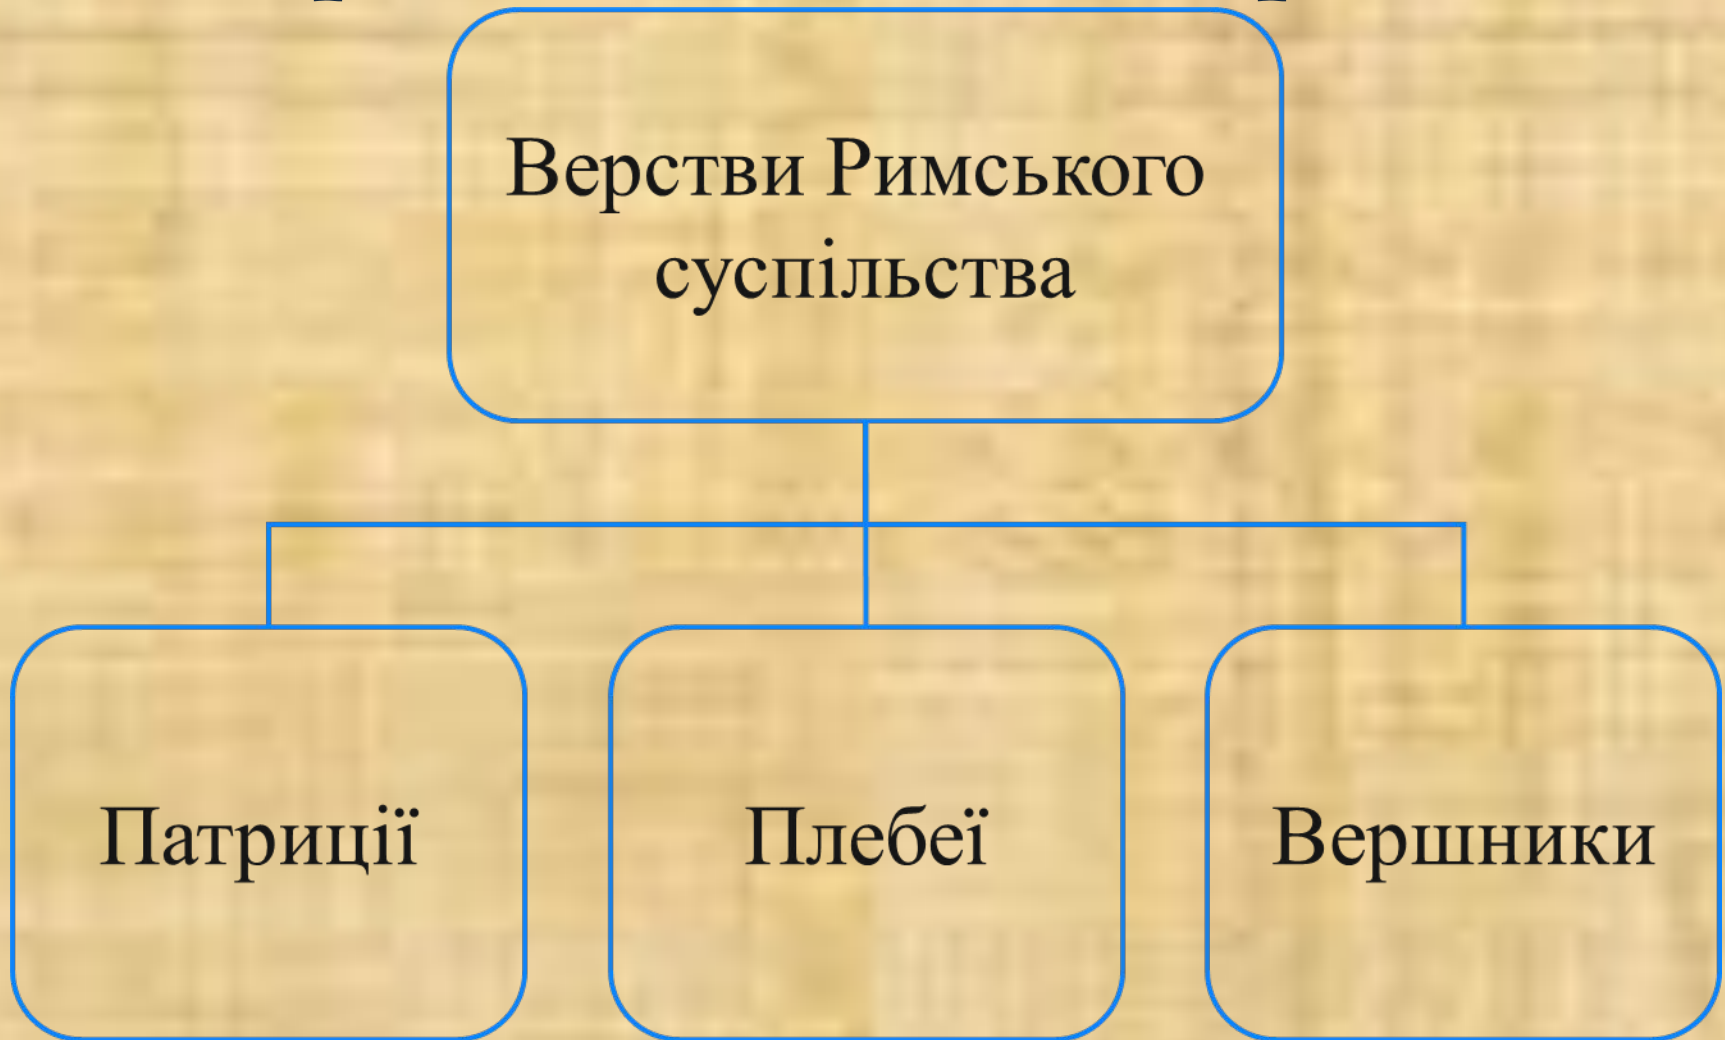 Верстви Римського
суспільства
Патриції
Плебеї
Вершники